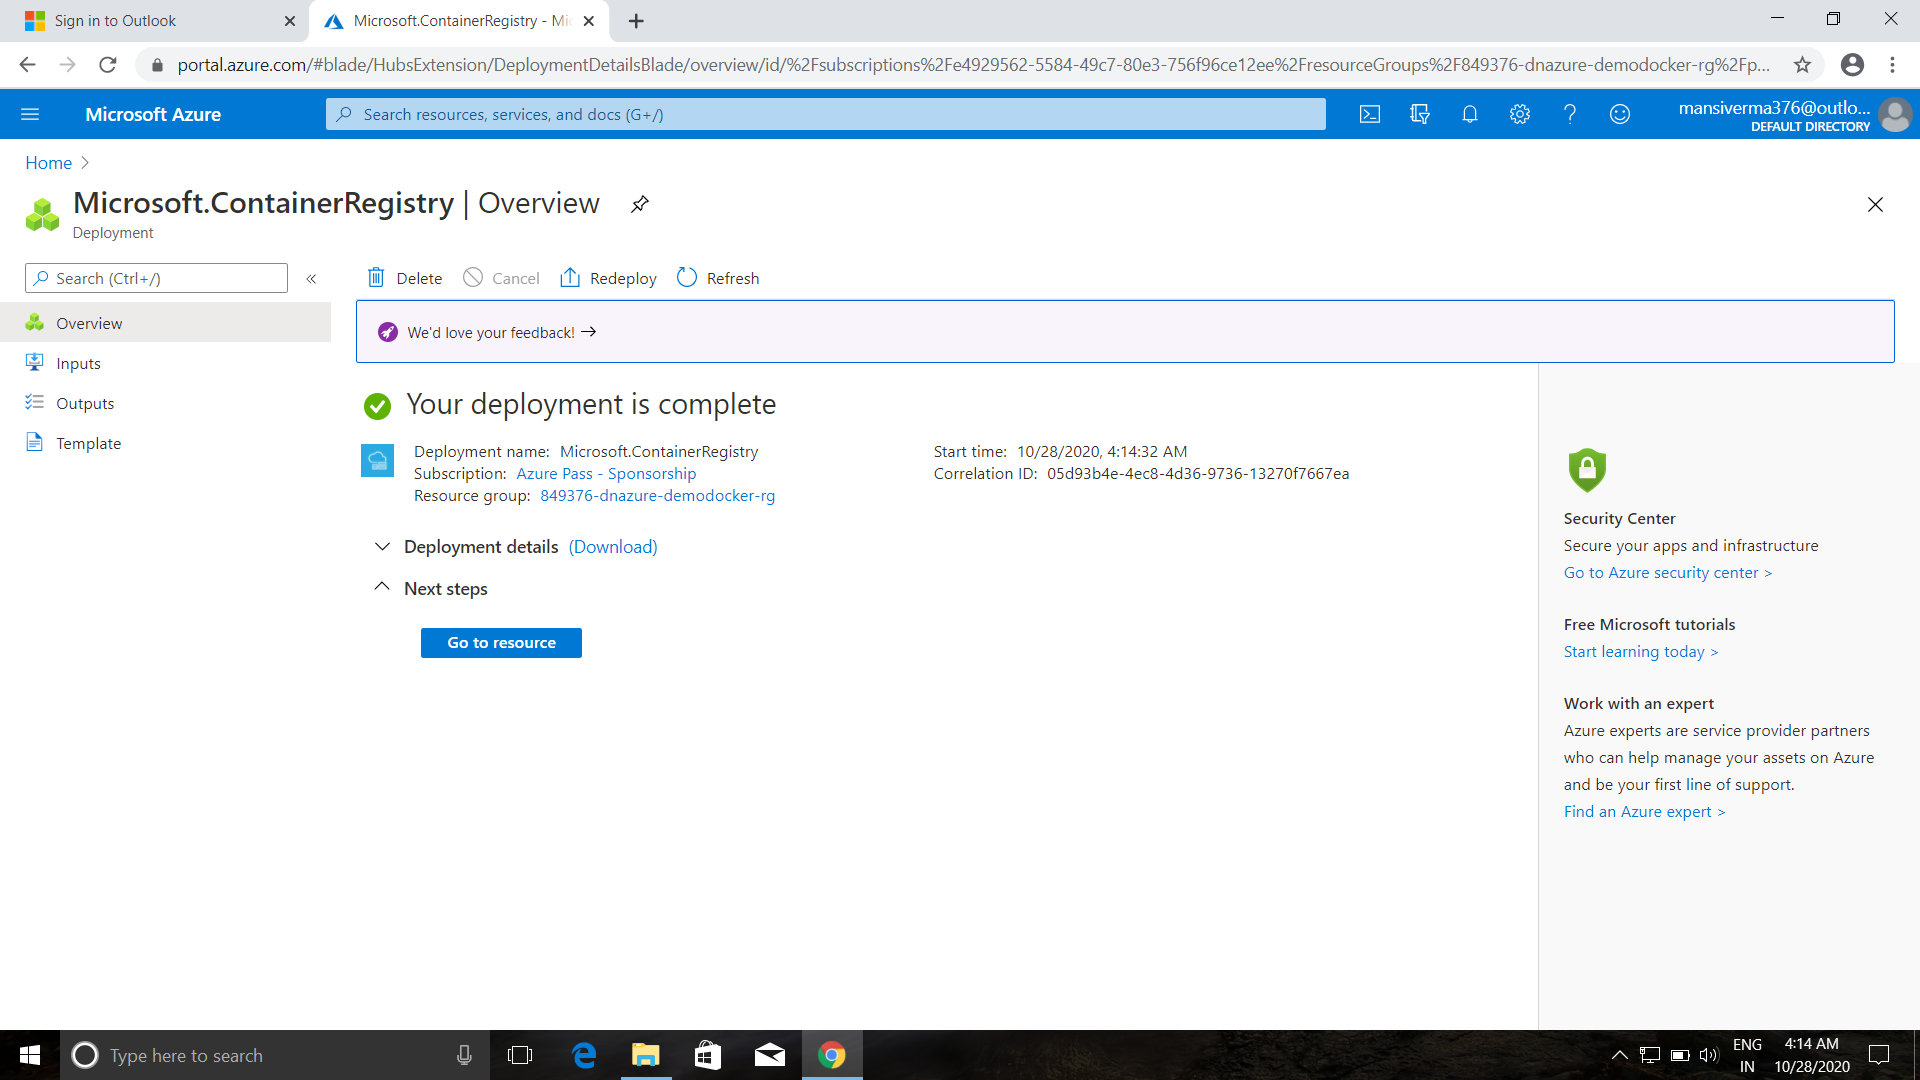 Sign in to Outlook
Microsoft.ContainerRegistry - Mi
portal.azure.com/#blade/HubsExtension/DeploymentDetailsBlade/overview/id/%2Fsubscriptions%2Fe4929562-5584-49c7-80e3-756f96ce12ee%2FresourceGroups%2F849376-dnazure-demodocker-rg%2Fp...
Microsoft Azure
Search resources, services, and docs (G+/)
mansiverma376@outlo...
DEFAULT DIRECTORY
Home
Microsoft.ContainerRegistry | Overview
Deployment
Search (Ctrl+/)
«
Delete
Cancel
Redeploy
Refresh
Overview
Inputs
Outputs
Template
We'd love your feedback! →
Your deployment is complete
Deployment name: Microsoft.ContainerRegistry
Subscription: Azure Pass - Sponsorship
Resource group: 849376-dnazure-demodocker-rg
Start time: 10/28/2020, 4:14:32 AM
Correlation ID: 05d93b4e-4ec8-4d36-9736-13270f7667ea
Deployment details (Download)
Next steps
Go to resource
Security Center
Secure your apps and infrastructure
Go to Azure security center >
Free Microsoft tutorials
Start learning today >
Work with an expert
Azure experts are service provider partners
who can help manage your assets on Azure
and be your first line of support.
Find an Azure expert >
Type here to search
ENG
IN
4:14 AM
10/28/2020